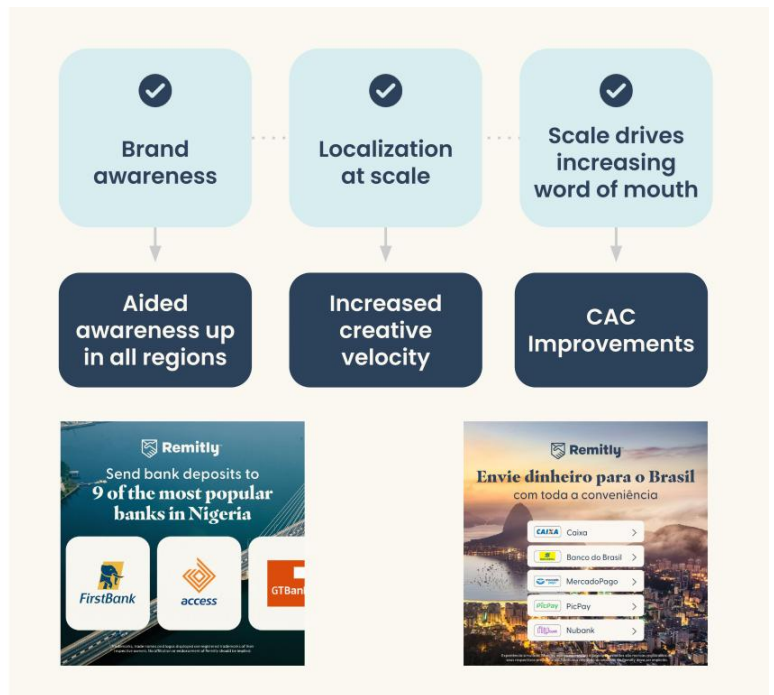 Brand
awareness
Localization
at scale
Scale drives
increasing
word of mouth
Aided
awareness up
in all regions
Increased
creative
velocity
CAC
Improvements
Remitly
Send bank deposits to
9 of the most popular
banks in Nigeria
FirstBank
access
GTBan
Remitly
Envie dinheiro para o Brasil
com toda a conveniência
CAIXA Caixa
Banco do Brasil
MercadoPago
PicPay PicPay
Nubank